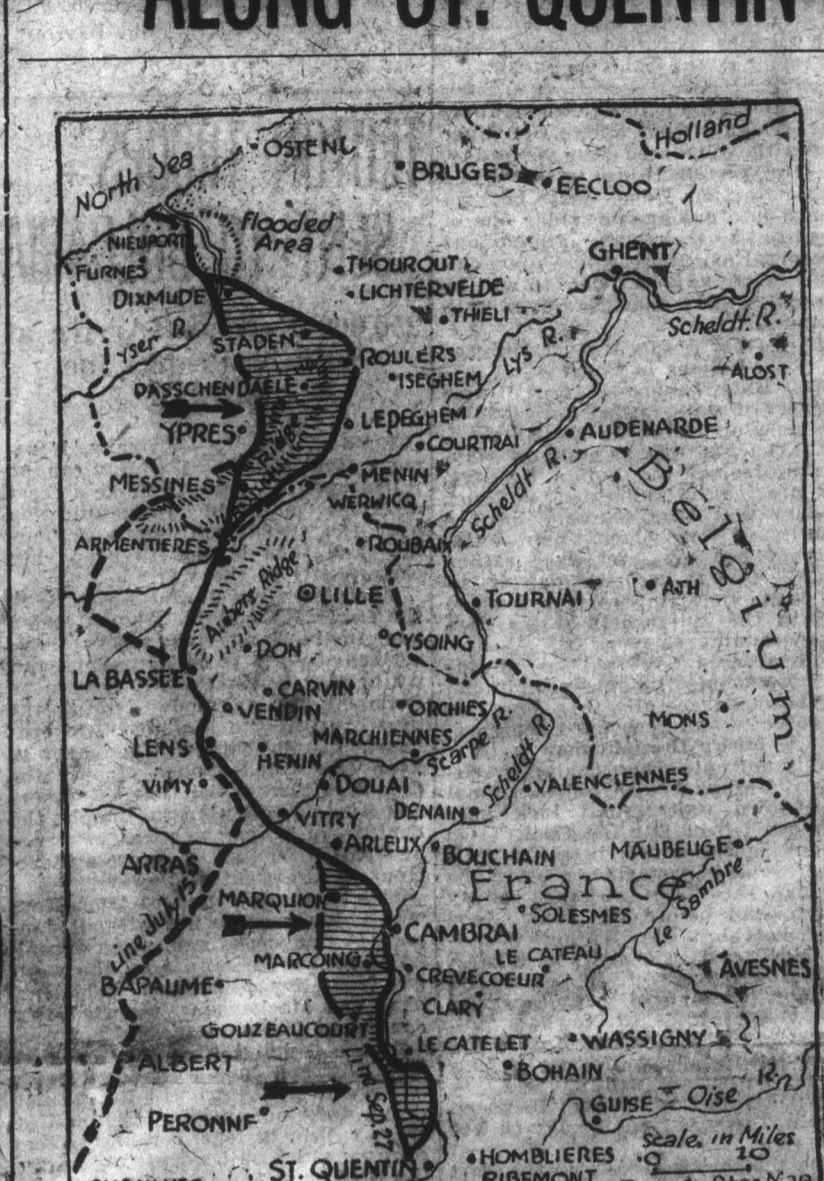 ALONG ST. QUENTIN
Holland
North Sea
OSTEND
BRUGES
EECLOO
Flooded
Area
NIEUPORT
GHENT
FURNES
THOUROUT
DIXMUDE
LICHTERVELDE
THIELT
Scheldt. R.
Yser R.
STADEN
Lys R.
ROULERS
ISEGHEM
ALOST
PASSCHENDAELE
LEDEGHEM
YPRES
Ridge
COURTRAI
AUDENARDE
MESSINES
MENIN
Scheldt R.
Belgium
WERWICQ
ARMENTIERES
ROUBAIX
Aubers Ridge
LILLE
TOURNAI
ATH
DON
CYSOING
LA BASSEE
CARVIN
VENDIN
ORCHIES
MONS
LENS
HENIN
MARCHIENNES
Scarpe R.
Scheldt R.
VIMY
DOUAI
VALENCIENNES
DENAIN
VITRY
ARLEUX
BOUCHAIN
MAUBEUGE
ARRAS
France
Le Sambre
Line July 15
MARQUION
SOLESMES
CAMBRAI
LE CATEAU
MARCOING
CREVECOEUR
AVESNES
BAPAUME
CLARY
GOUZEAUCOURT
LE CATELET
WASSIGNY
ALBERT
BOHAIN
Line Sep. 27
PERONNE
GUISE
Oise
Rn
Scale, in Miles
0 10
ST. QUENTIN
HOMBLIERES
RIBEMONT